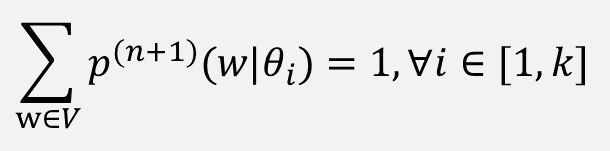 ∑_{w∈V} p^{(n+1)}(w|θ_i) = 1, ∀i ∈ [1, k]